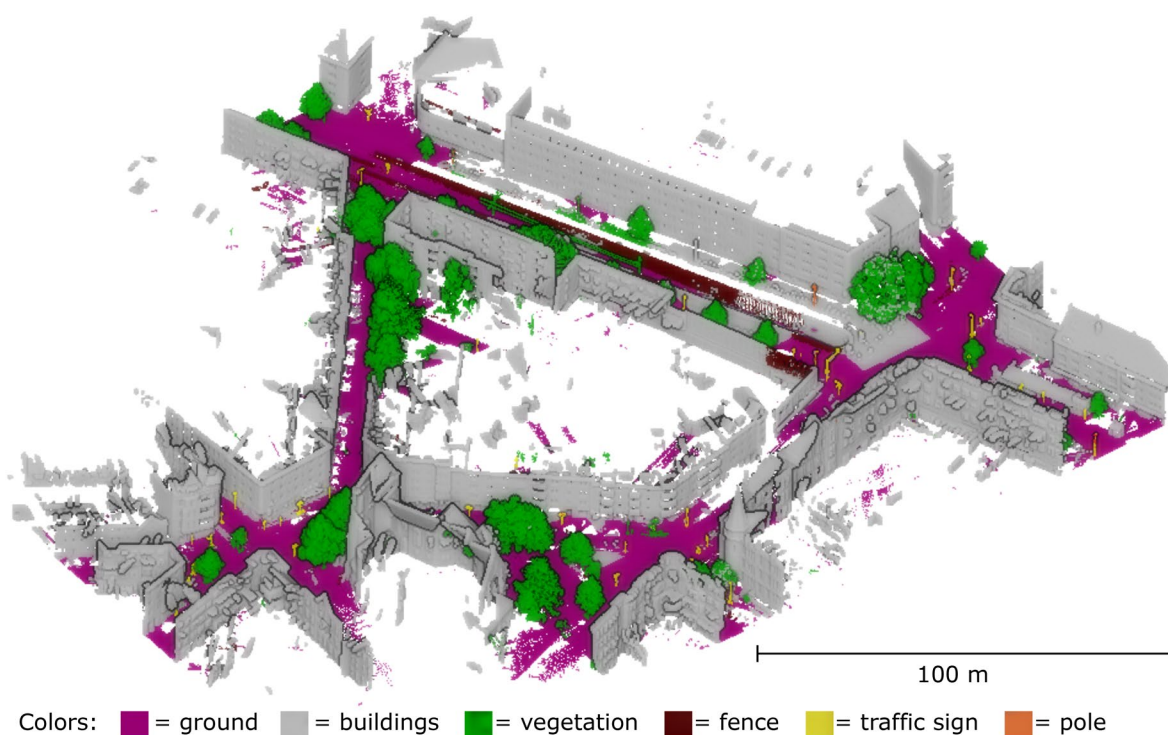 100 m
Colors: = ground = buildings = vegetation = fence = traffic sign = pole